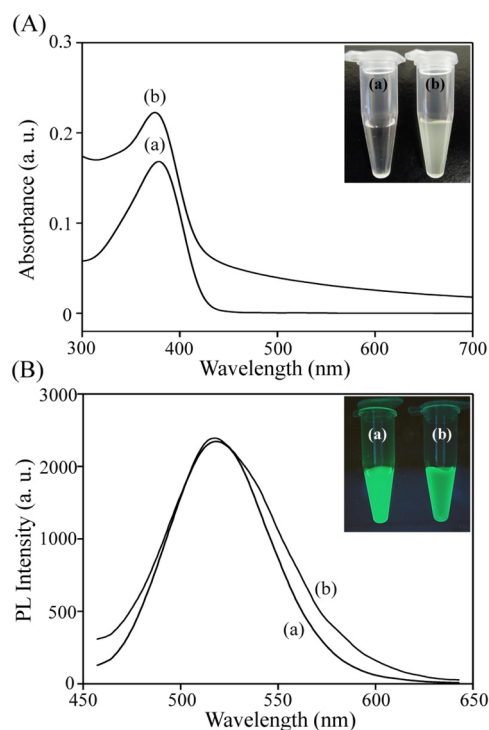 (A)
0.3
0.2
0.1
0
Absorbance (a. u.)
(b)
(a)
(a)
(b)
300
400
500
600
700
Wavelength (nm)
(B)
3000
2000
1000
500
0
PL Intensity (a. u.)
(a)
(b)
(b)
(a)
450
500
550
600
650
Wavelength (nm)